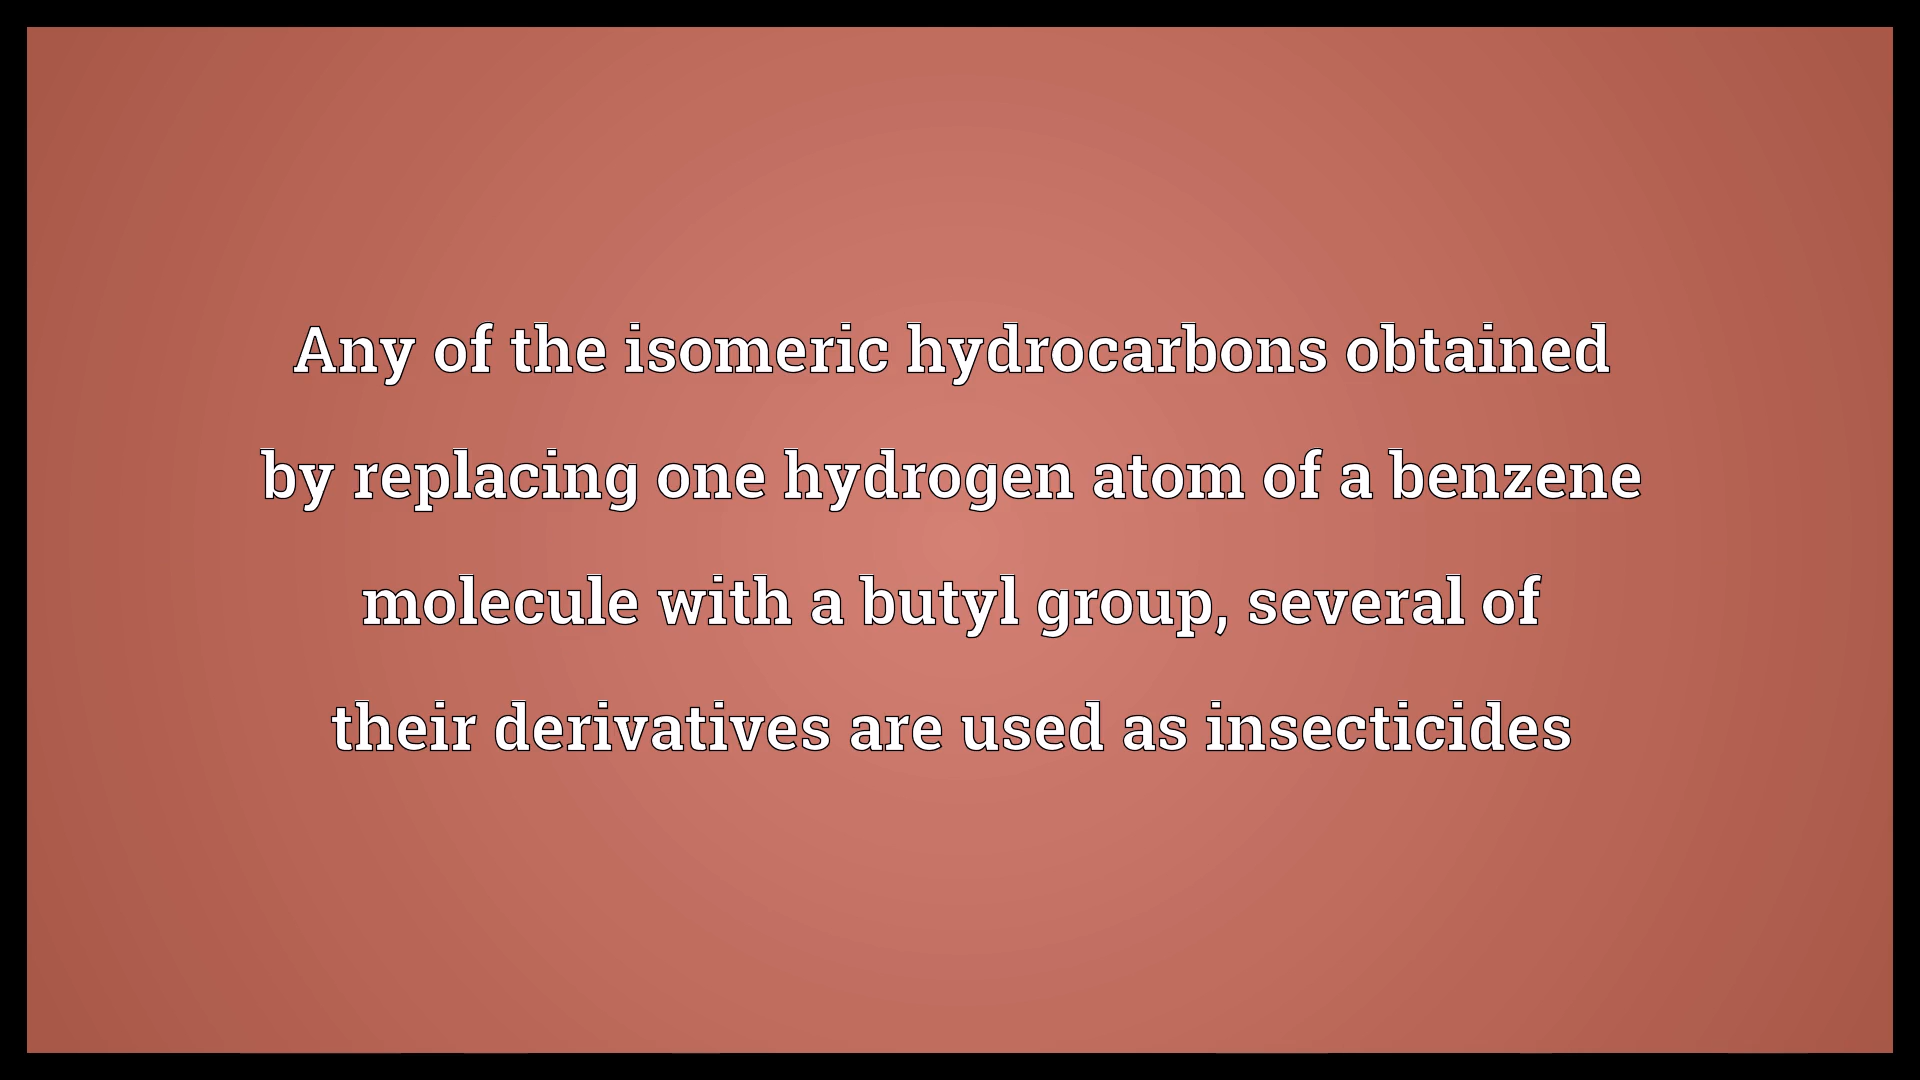 Any of the isomeric hydrocarbons obtained
by replacing one hydrogen atom of a benzene
molecule with a butyl group, several of
their derivatives are used as insecticides